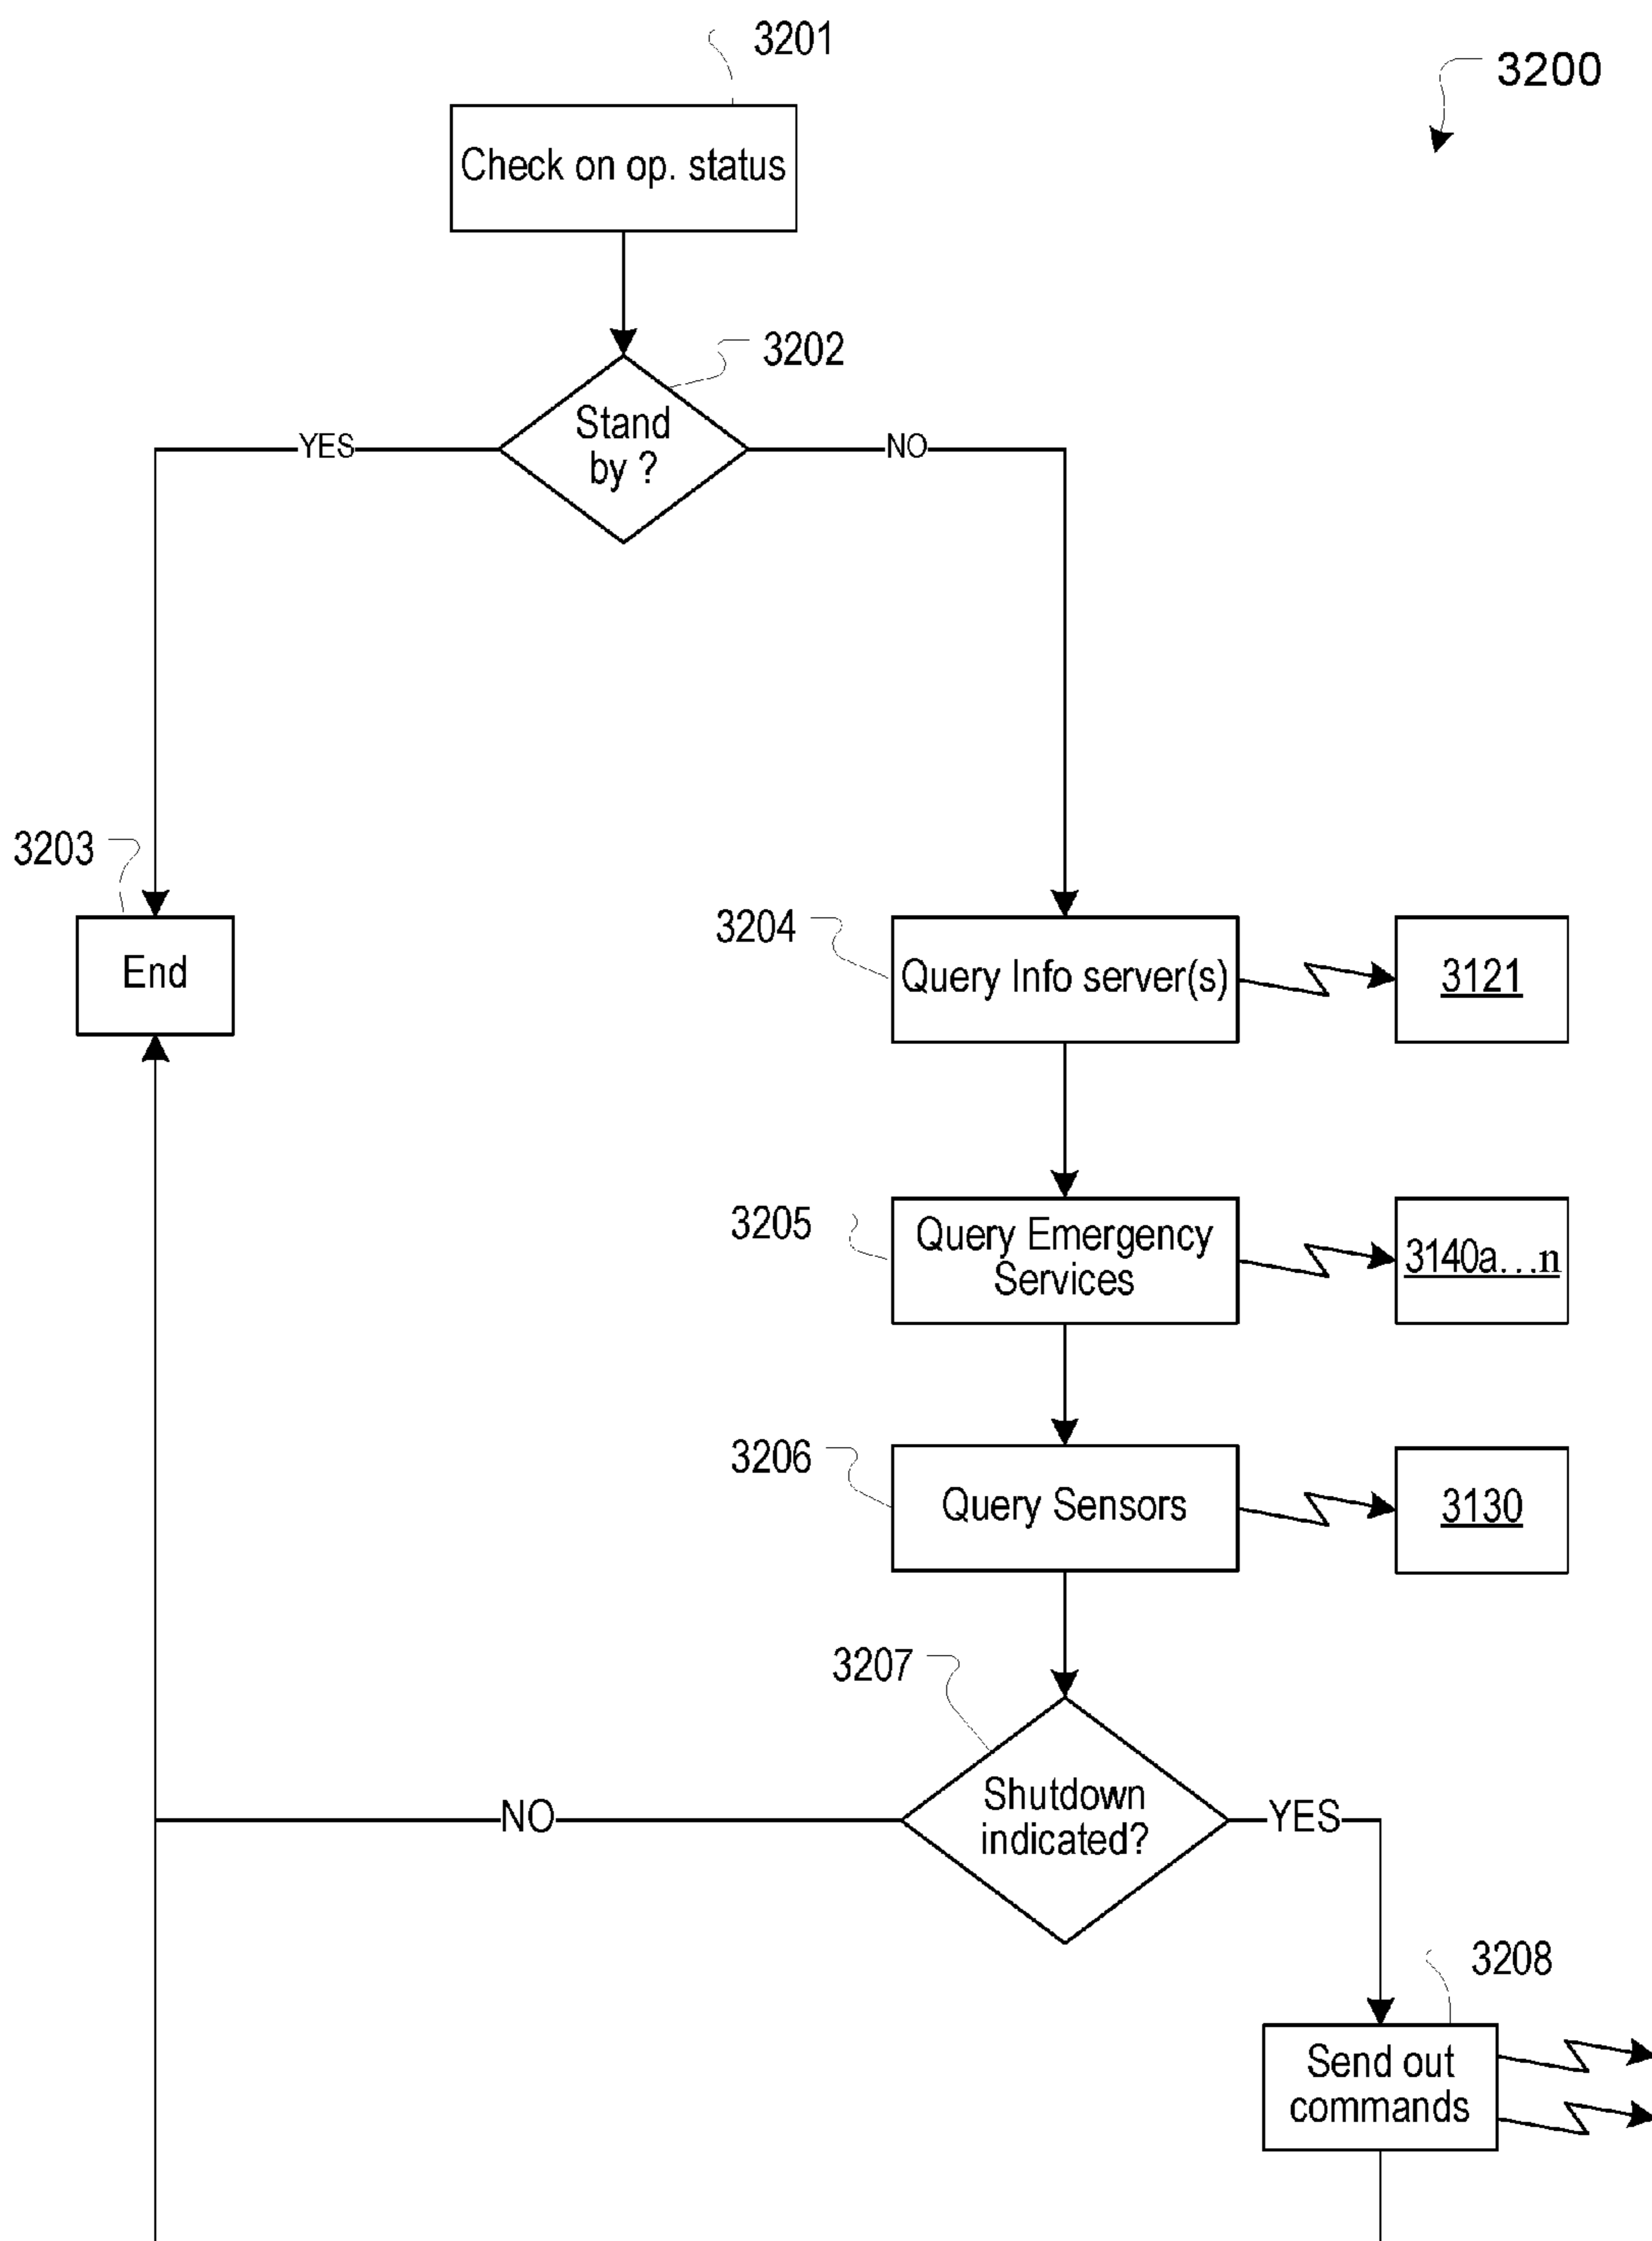 3201
3200
Check on op. status
3202
Stand
by ?
YES
NO
3203
End
3204
Query Info server(s)
3121
3205
Query Emergency
Services
3140a...n
3206
Query Sensors
3130
3207
Shutdown
indicated?
NO
YES
3208
Send out
commands